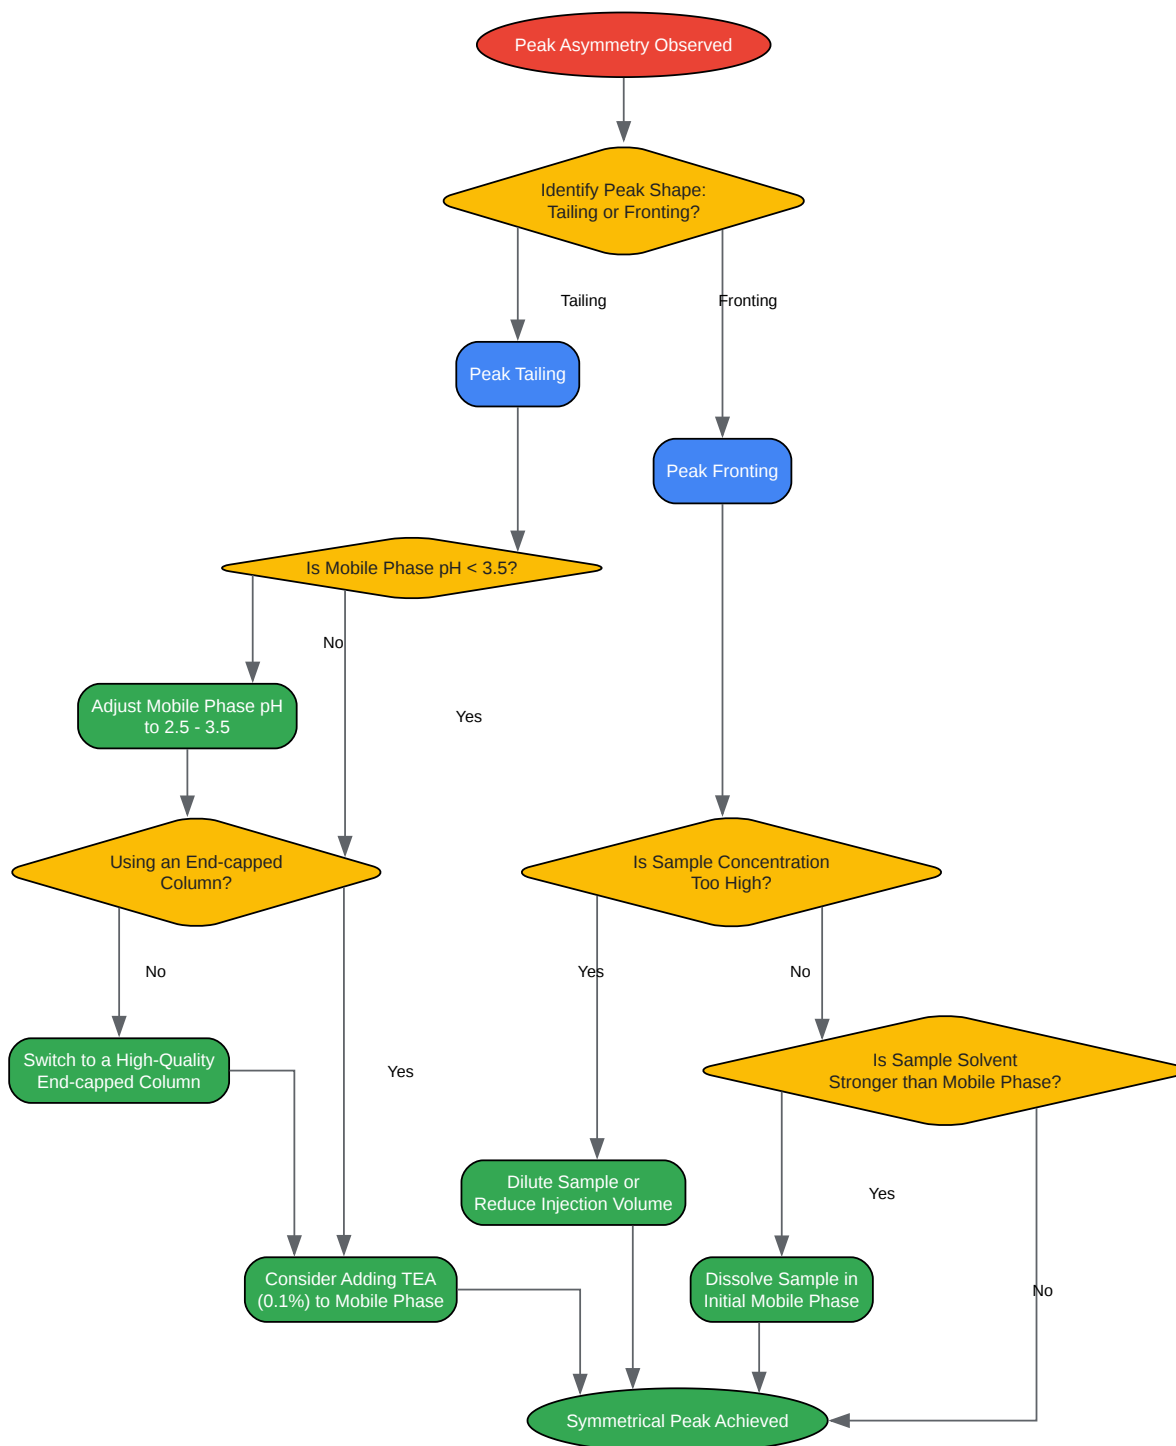 Peak Asymmetry Observed
Identify Peak Shape:
Tailing or Fronting?
Tailing
Fronting
Peak Tailing
Peak Fronting
Is Mobile Phase pH < 3.5?
No
Adjust Mobile Phase pH
to 2.5 - 3.5
Yes
Using an End-capped
Column?
Is Sample Concentration
Too High?
No
Yes
No
Switch to a High-Quality
End-capped Column
Yes
Is Sample Solvent
Stronger than Mobile Phase?
Dilute Sample or
Reduce Injection Volume
Yes
Consider Adding TEA
(0.1%) to Mobile Phase
Dissolve Sample in
Initial Mobile Phase
No
Symmetrical Peak Achieved